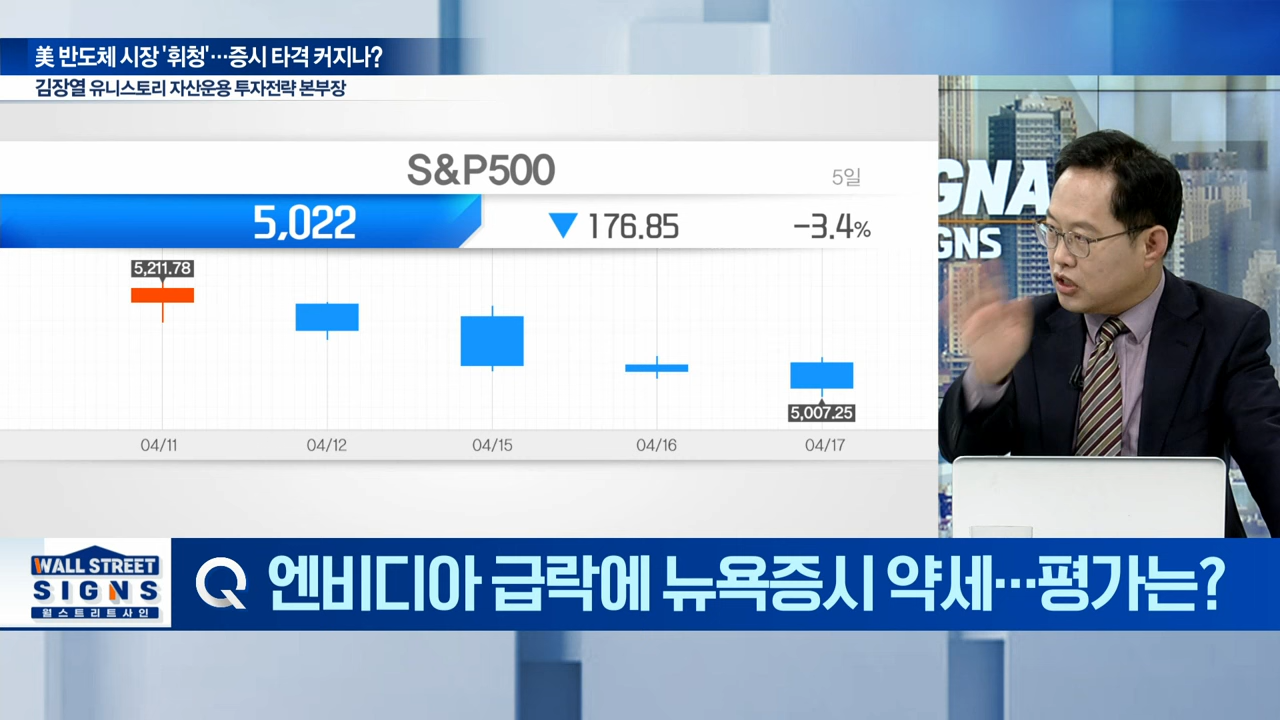 美 반도체 시장 '휘청'…증시 타격 커지나?
김장열 유니스토리 자산운용 투자전략 본부장
S&P500
5일
5,022 ▼ 176.85 -3.4%
5,211.78
5,007.25
04/11 04/12 04/15 04/16 04/17
GNA
GNS
WALL STREET
SIGNS
월스트리트사인
Q 엔비디아 급락에 뉴욕증시 약세…평가는?